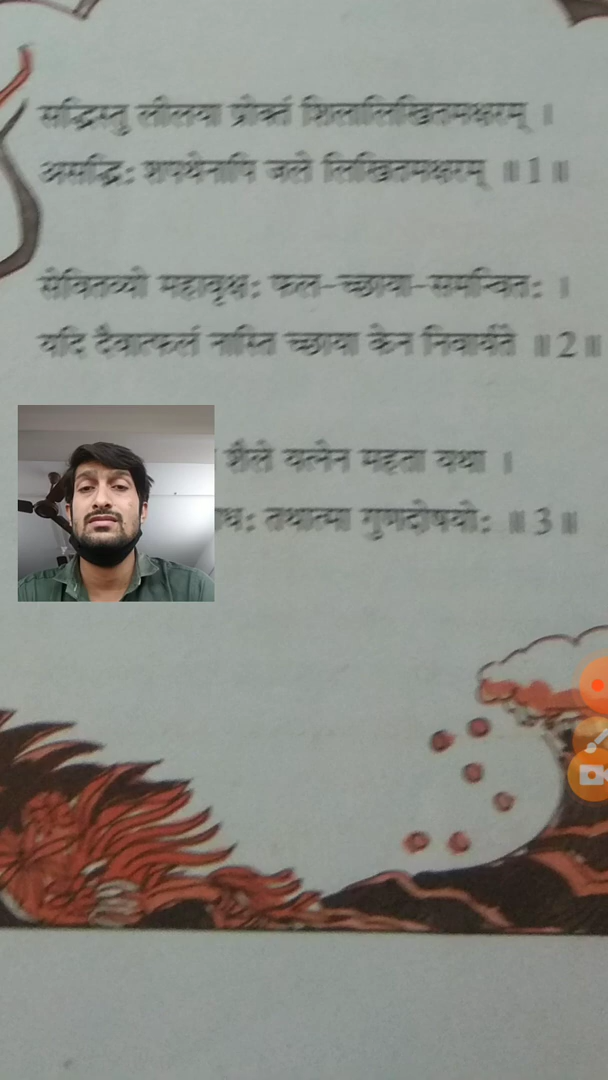 सद्भिस्तु लीलया प्रोक्तं शिलालिखितमक्षरम् ।
असद्भिः शपथेनापि जले लिखितमक्षरम् ॥1॥
सेवितव्यो महावृक्षः फल-च्छाया-समन्वितः ।
यदि दैवात्फलं नास्ति च्छाया केन निवार्यते ॥2॥
शैले यत्नेन महता यथा ।
धः तथात्मा गुणदोषयोः ॥3॥